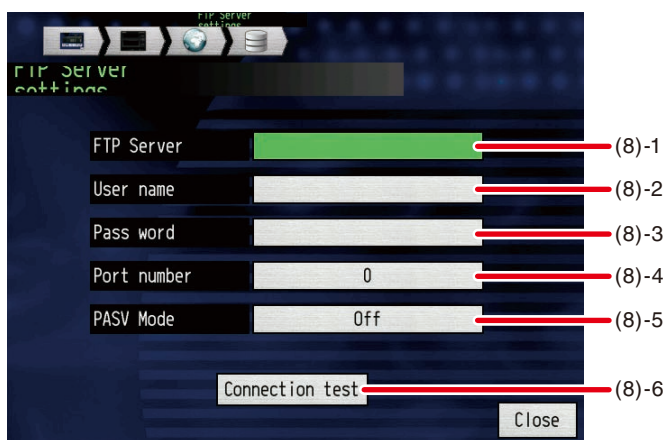 FTP Server
settings
FTP Server
settings
FTP Server (8)-1
User name (8)-2
Pass word (8)-3
Port number 0 (8)-4
PASV Mode Off (8)-5
Connection test (8)-6
Close